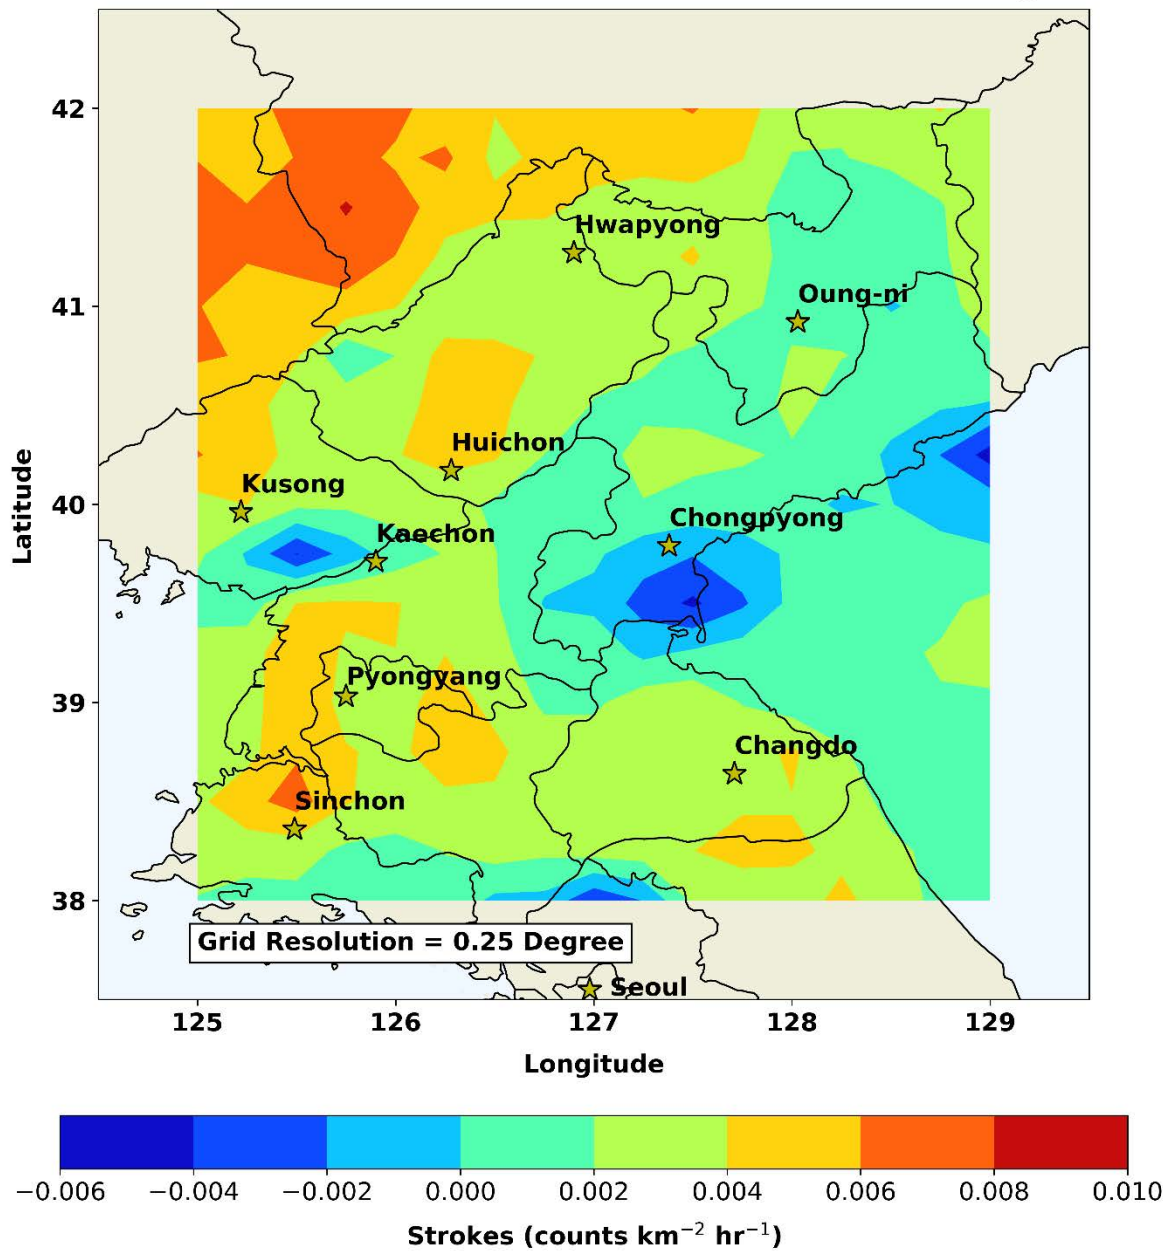 42
Hwapyong
41
Oung-ni
Huichon
Kusong
40
Chongpyong
Kaechon
Latitude
39
Pyongyang
Changdo
Sinchon
38
Grid Resolution = 0.25 Degree
Seoul
125 126 127 128 129
Longitude
−0.006 −0.004 −0.002 0.000 0.002 0.004 0.006 0.008 0.010
Strokes (counts km⁻² hr⁻¹)